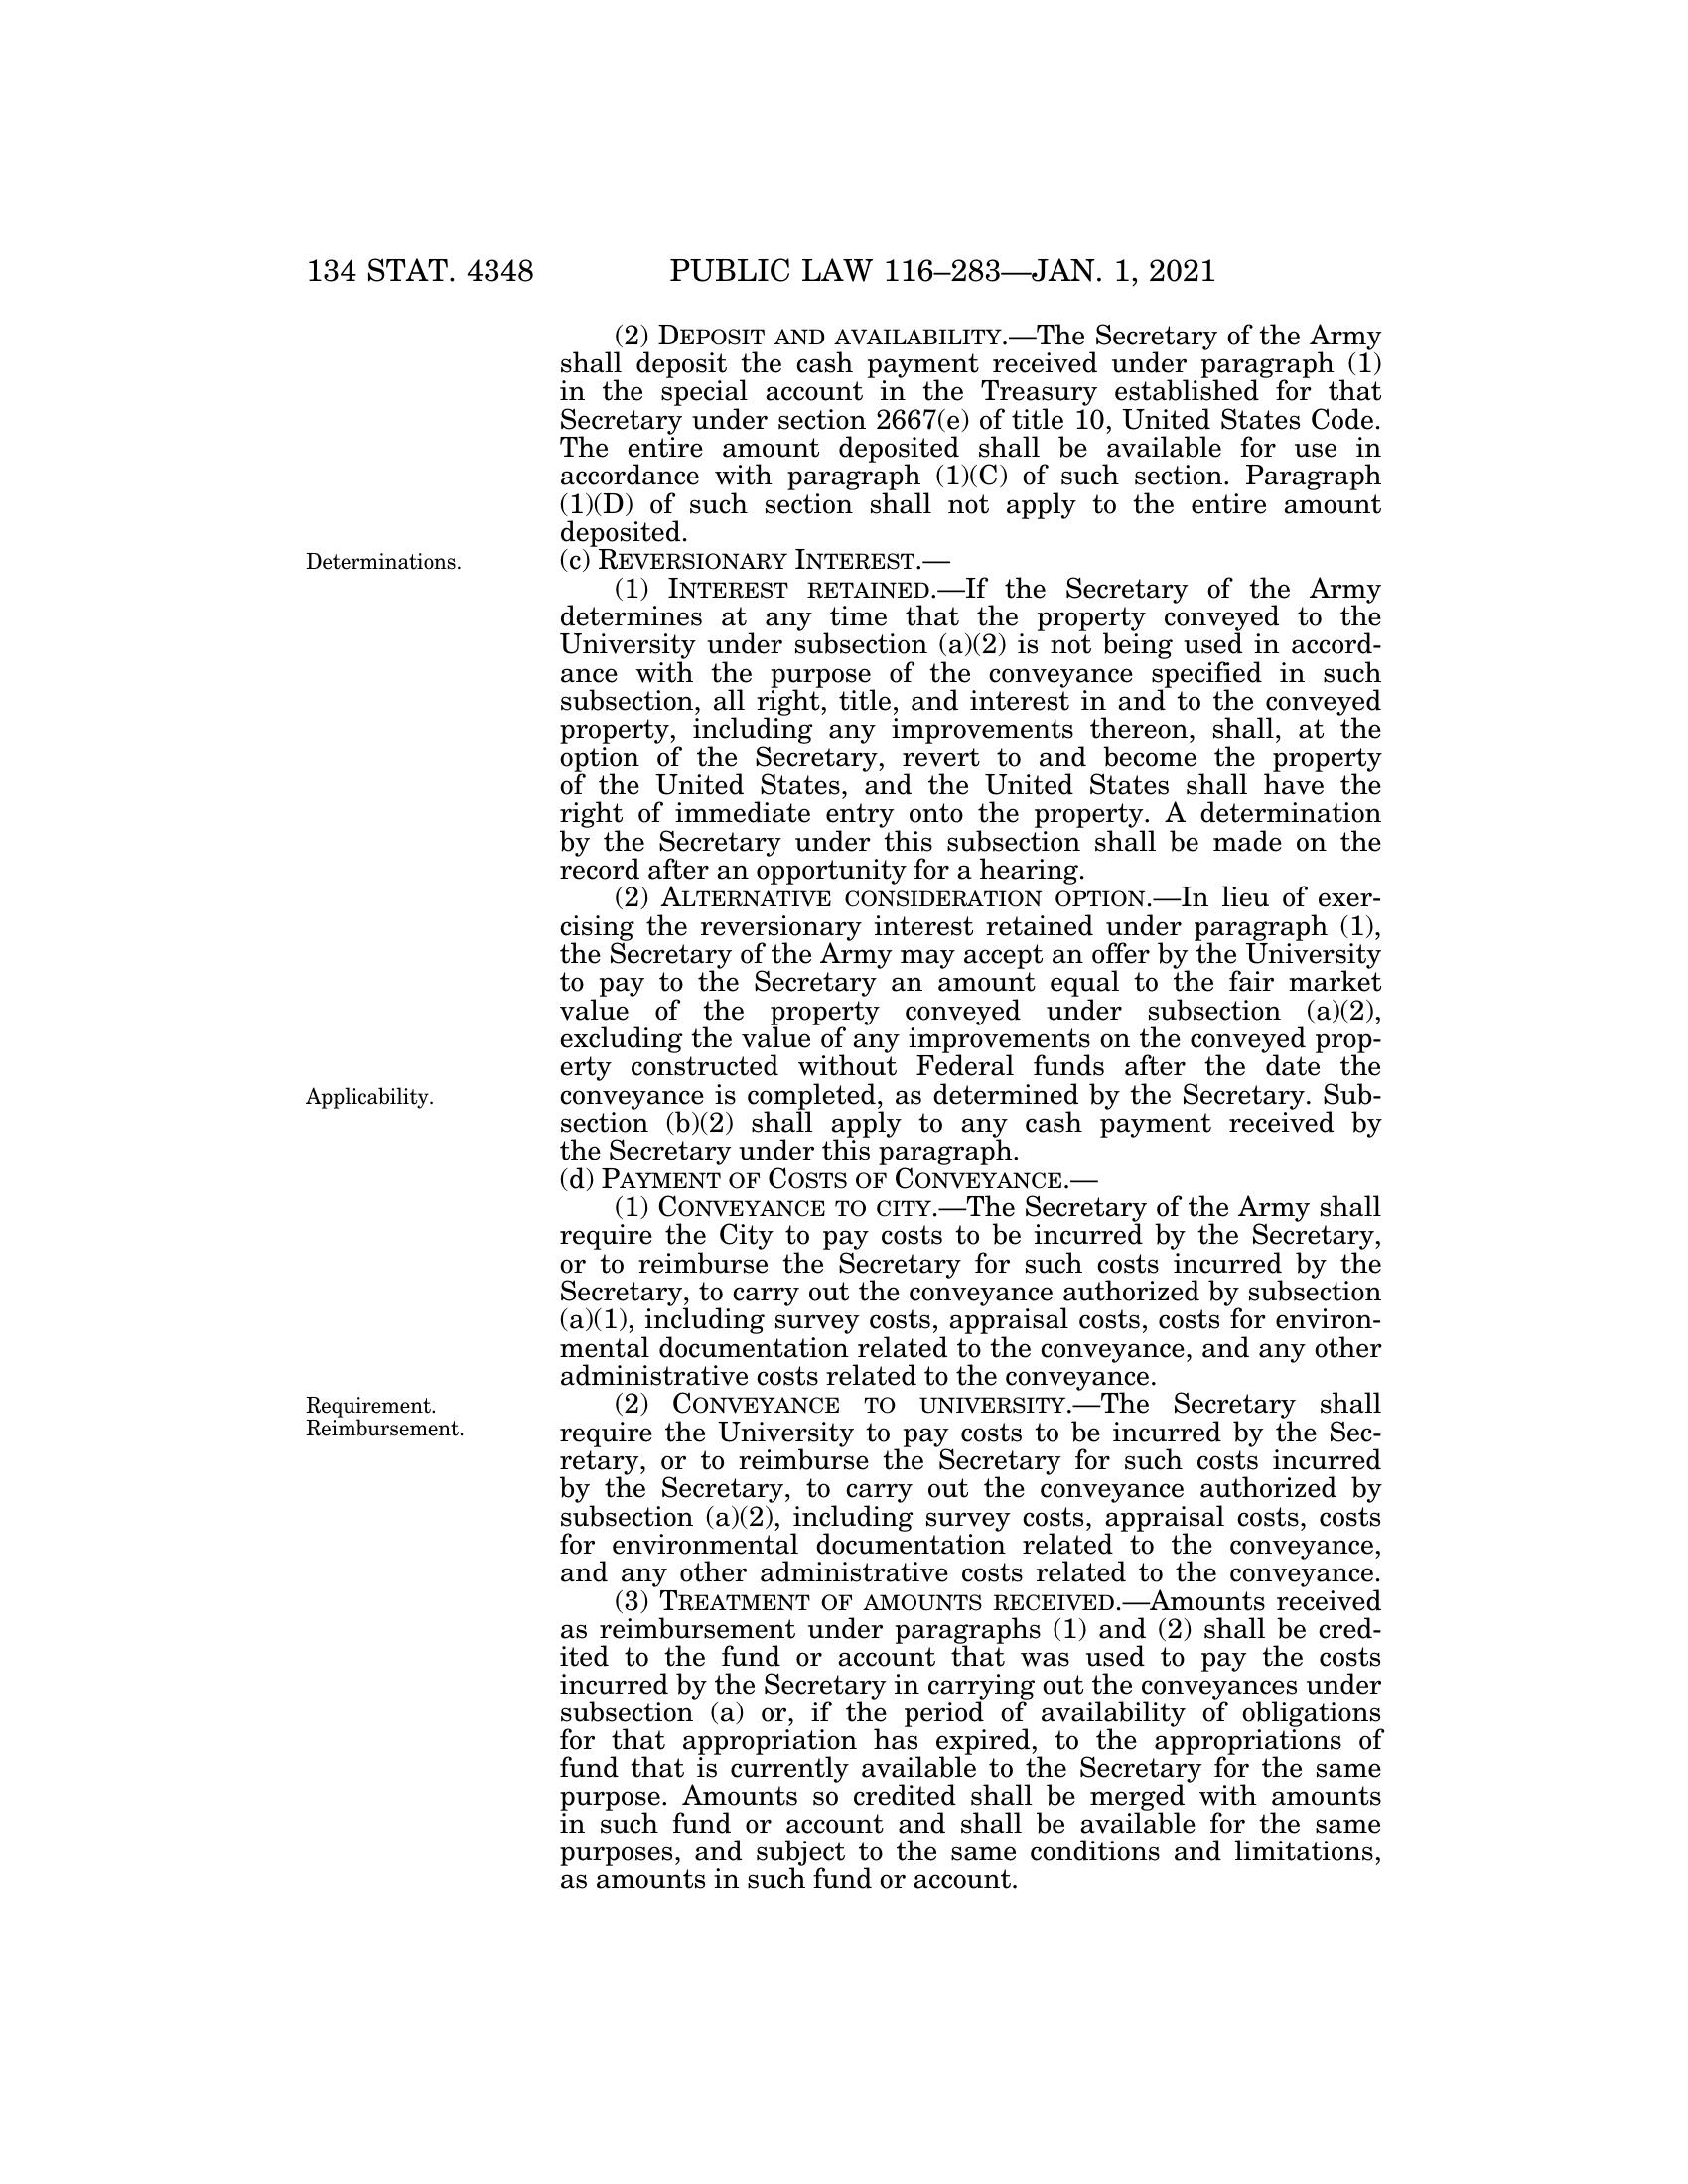 134 STAT. 4348 PUBLIC LAW 116–283—JAN. 1, 2021
(2) DEPOSIT AND AVAILABILITY.—The Secretary of the Army
shall deposit the cash payment received under paragraph (1)
in the special account in the Treasury established for that
Secretary under section 2667(e) of title 10, United States Code.
The entire amount deposited shall be available for use in
accordance with paragraph (1)(C) of such section. Paragraph
(1)(D) of such section shall not apply to the entire amount
deposited.
Determinations.
(c) REVERSIONARY INTEREST.—
(1) INTEREST RETAINED.—If the Secretary of the Army
determines at any time that the property conveyed to the
University under subsection (a)(2) is not being used in accord-
ance with the purpose of the conveyance specified in such
subsection, all right, title, and interest in and to the conveyed
property, including any improvements thereon, shall, at the
option of the Secretary, revert to and become the property
of the United States, and the United States shall have the
right of immediate entry onto the property. A determination
by the Secretary under this subsection shall be made on the
record after an opportunity for a hearing.
(2) ALTERNATIVE CONSIDERATION OPTION.—In lieu of exer-
cising the reversionary interest retained under paragraph (1),
the Secretary of the Army may accept an offer by the University
to pay to the Secretary an amount equal to the fair market
value of the property conveyed under subsection (a)(2),
excluding the value of any improvements on the conveyed prop-
erty constructed without Federal funds after the date the
Applicability.
conveyance is completed, as determined by the Secretary. Sub-
section (b)(2) shall apply to any cash payment received by
the Secretary under this paragraph.
(d) PAYMENT OF COSTS OF CONVEYANCE.—
(1) CONVEYANCE TO CITY.—The Secretary of the Army shall
require the City to pay costs to be incurred by the Secretary,
or to reimburse the Secretary for such costs incurred by the
Secretary, to carry out the conveyance authorized by subsection
(a)(1), including survey costs, appraisal costs, costs for environ-
mental documentation related to the conveyance, and any other
administrative costs related to the conveyance.
Requirement.
Reimbursement.
(2) CONVEYANCE TO UNIVERSITY.—The Secretary shall
require the University to pay costs to be incurred by the Sec-
retary, or to reimburse the Secretary for such costs incurred
by the Secretary, to carry out the conveyance authorized by
subsection (a)(2), including survey costs, appraisal costs, costs
for environmental documentation related to the conveyance,
and any other administrative costs related to the conveyance.
(3) TREATMENT OF AMOUNTS RECEIVED.—Amounts received
as reimbursement under paragraphs (1) and (2) shall be cred-
ited to the fund or account that was used to pay the costs
incurred by the Secretary in carrying out the conveyances under
subsection (a) or, if the period of availability of obligations
for that appropriation has expired, to the appropriations of
fund that is currently available to the Secretary for the same
purpose. Amounts so credited shall be merged with amounts
in such fund or account and shall be available for the same
purposes, and subject to the same conditions and limitations,
as amounts in such fund or account.